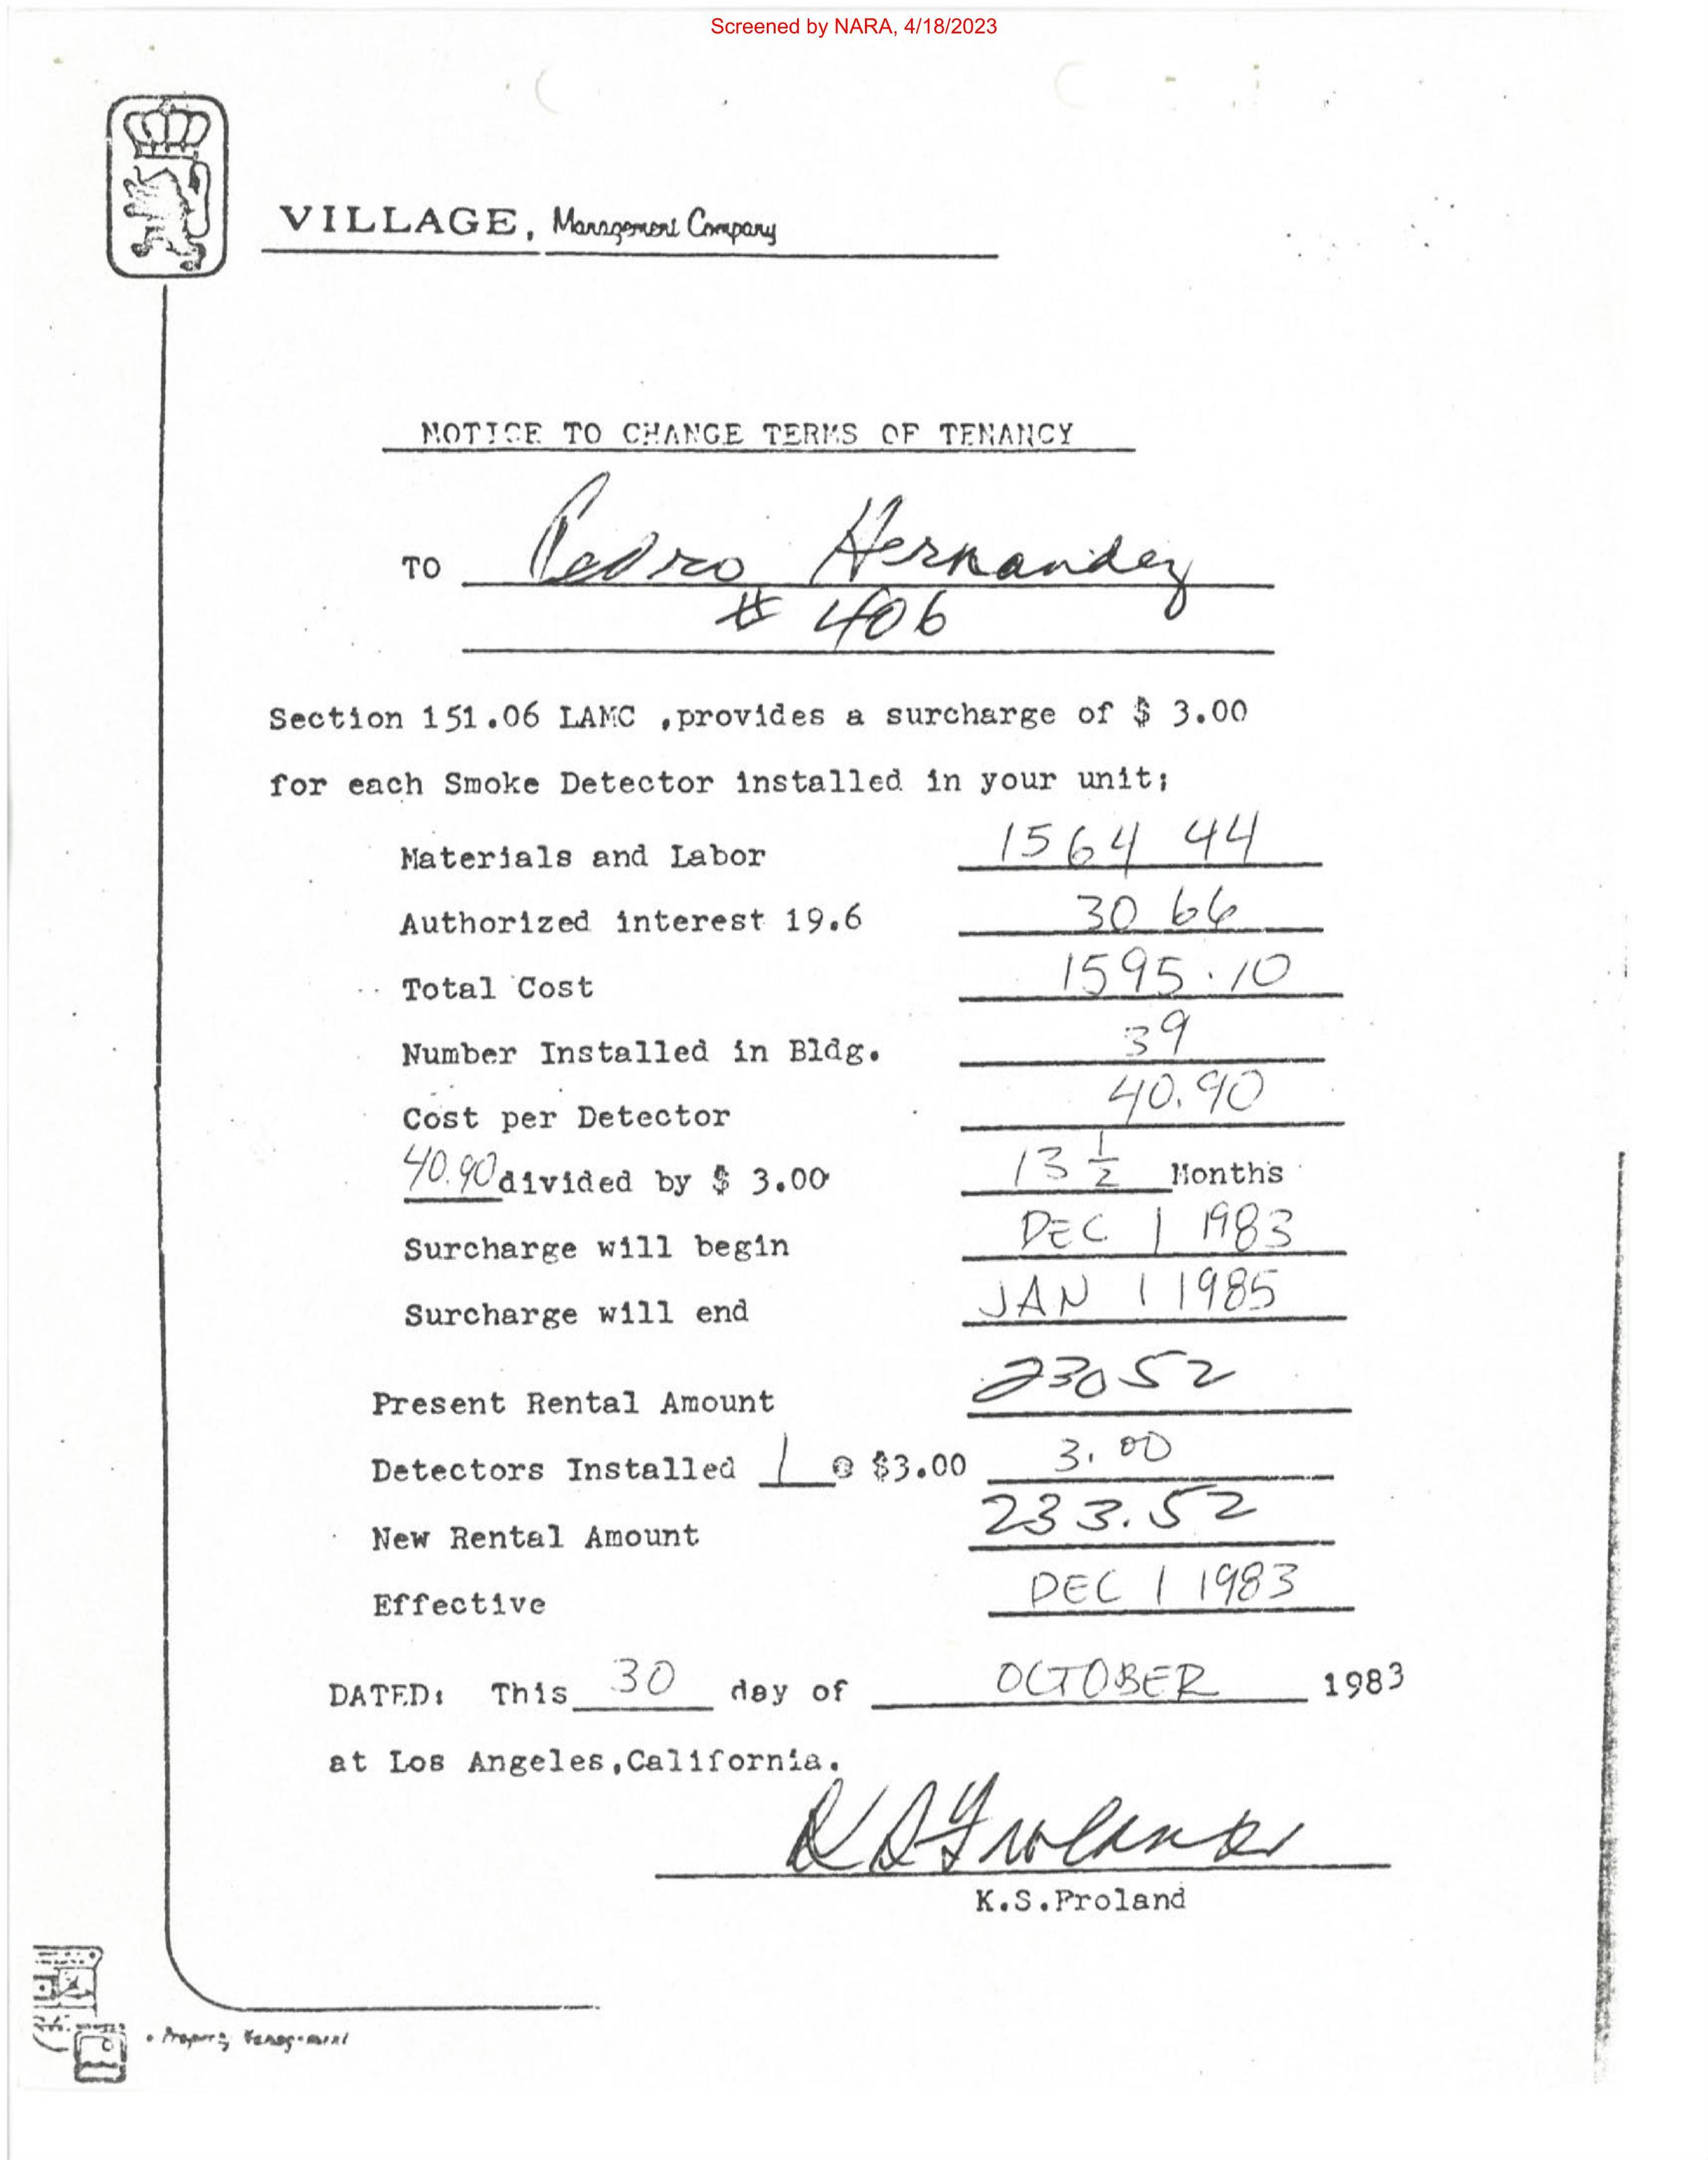 Screened by NARA, 4/18/2023
VILLAGE, Management Company
NOTICE TO CHANGE TERMS OF TENANCY
TO Pedro Hernandez
# 406
Section 151.06 LAMC ,provides a surcharge of $ 3.00
for each Smoke Detector installed in your unit;
Materials and Labor 1564 44
Authorized interest 19.6 30 66
Total Cost 1595.10
Number Installed in Bldg. 39
Cost per Detector 40.90
40.90 divided by $ 3.00 13 1/2 Months
Surcharge will begin DEC 1 1983
Surcharge will end JAN 1 1985
Present Rental Amount 230 52
Detectors Installed 1 @ $3.00 3.00
New Rental Amount 233.52
Effective DEC 1 1983
DATED: This 30 day of OCTOBER 1983
at Los Angeles,California.
K.S.Froland
Property Management